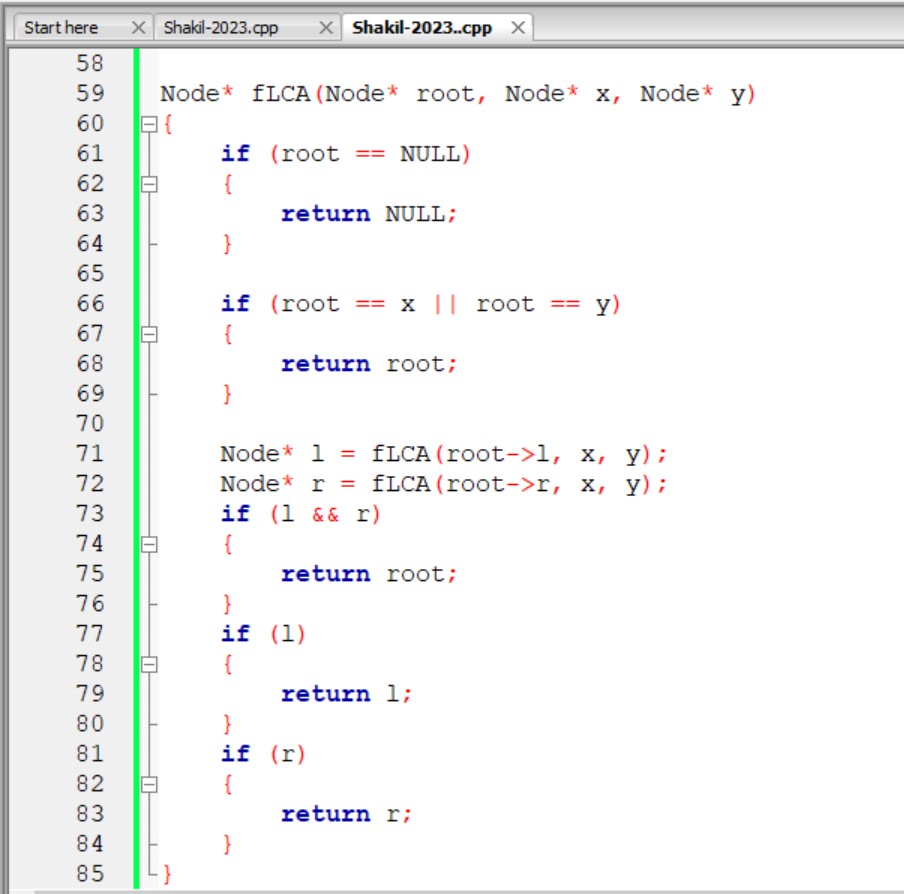 Start here × Shakil-2023.cpp × Shakil-2023..cpp ×
58
59 Node* fLCA(Node* root, Node* x, Node* y)
60 {
61     if (root == NULL)
62     {
63         return NULL;
64     }
65
66     if (root == x || root == y)
67     {
68         return root;
69     }
70
71     Node* l = fLCA(root->l, x, y);
72     Node* r = fLCA(root->r, x, y);
73     if (l && r)
74     {
75         return root;
76     }
77     if (l)
78     {
79         return l;
80     }
81     if (r)
82     {
83         return r;
84     }
85 }